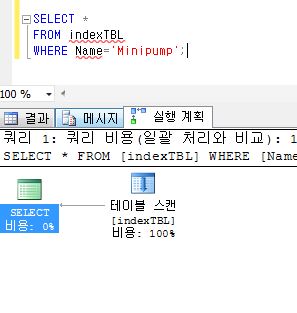 SELECT *
FROM indexTBL
WHERE Name='Minipump';
100 %
결과 메시지 실행 계획
쿼리 1: 쿼리 비용(일괄 처리와 비교): 1
SELECT * FROM [indexTBL] WHERE [Name
SELECT
비용: 0%
테이블 스캔
[indexTBL]
비용: 100%